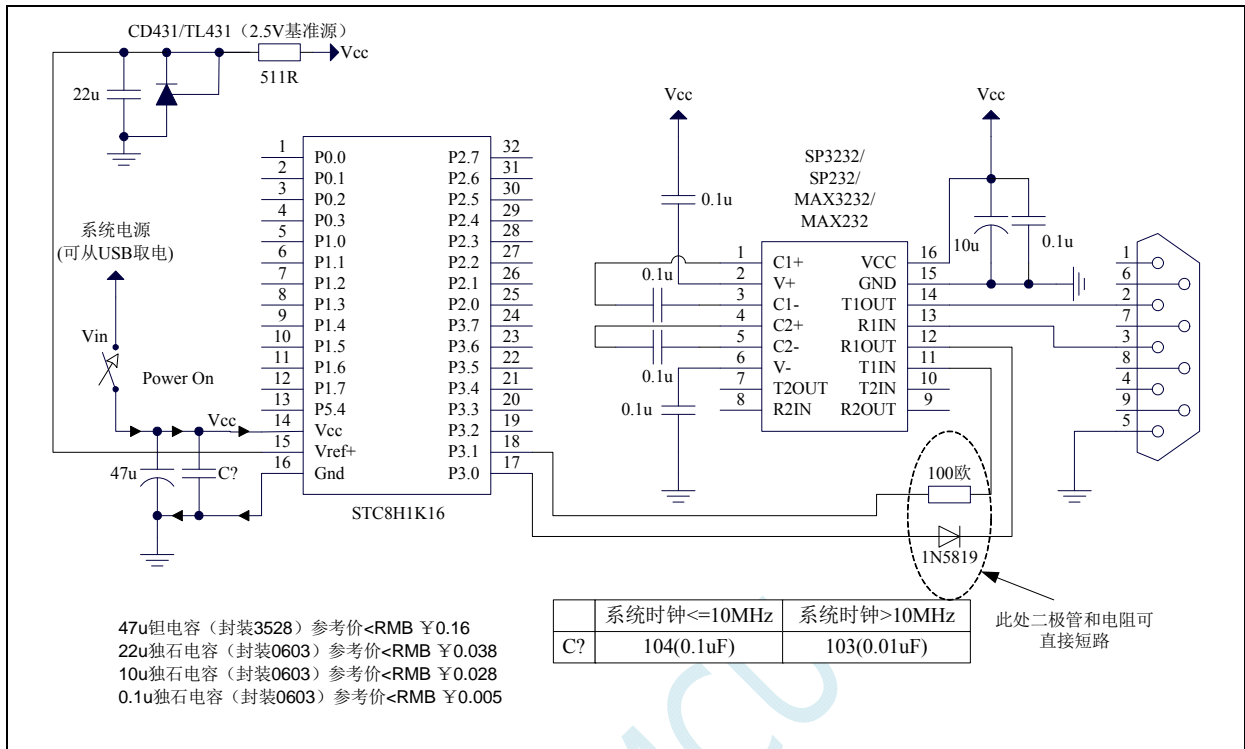 CD431/TL431（2.5V基准源）
Vcc
511R
22u
系统电源
(可从USB取电)
Vin
Power On
Vcc
47u
C?
1 P0.0 P2.7 32
2 P0.1 P2.6 31
3 P0.2 P2.5 30
4 P0.3 P2.4 29
5 P1.0 P2.3 28
6 P1.1 P2.2 27
7 P1.2 P2.1 26
8 P1.3 P2.0 25
9 P1.4 P3.7 24
10 P1.5 P3.6 23
11 P1.6 P3.5 22
12 P1.7 P3.4 21
13 P5.4 P3.3 20
14 Vcc P3.2 19
15 Vref+ P3.1 18
16 Gnd P3.0 17
STC8H1K16
Vcc
0.1u
Vcc
10u
0.1u
SP3232/
SP232/
MAX3232/
MAX232
0.1u
0.1u
0.1u
1 C1+ VCC 16
2 V+ GND 15
3 C1- T1OUT 14
4 C2+ R1IN 13
5 C2- R1OUT 12
6 V- T1IN 11
7 T2OUT T2IN 10
8 R2IN R2OUT 9
1
6
2
7
3
8
4
9
5
100欧
1N5819
此处二极管和电阻可
直接短路
系统时钟<=10MHz 系统时钟>10MHz
C? 104(0.1uF) 103(0.01uF)
47u钽电容（封装3528）参考价<RMB ￥0.16
22u独石电容（封装0603）参考价<RMB ￥0.038
10u独石电容（封装0603）参考价<RMB ￥0.028
0.1u独石电容（封装0603）参考价<RMB ￥0.005
MCU